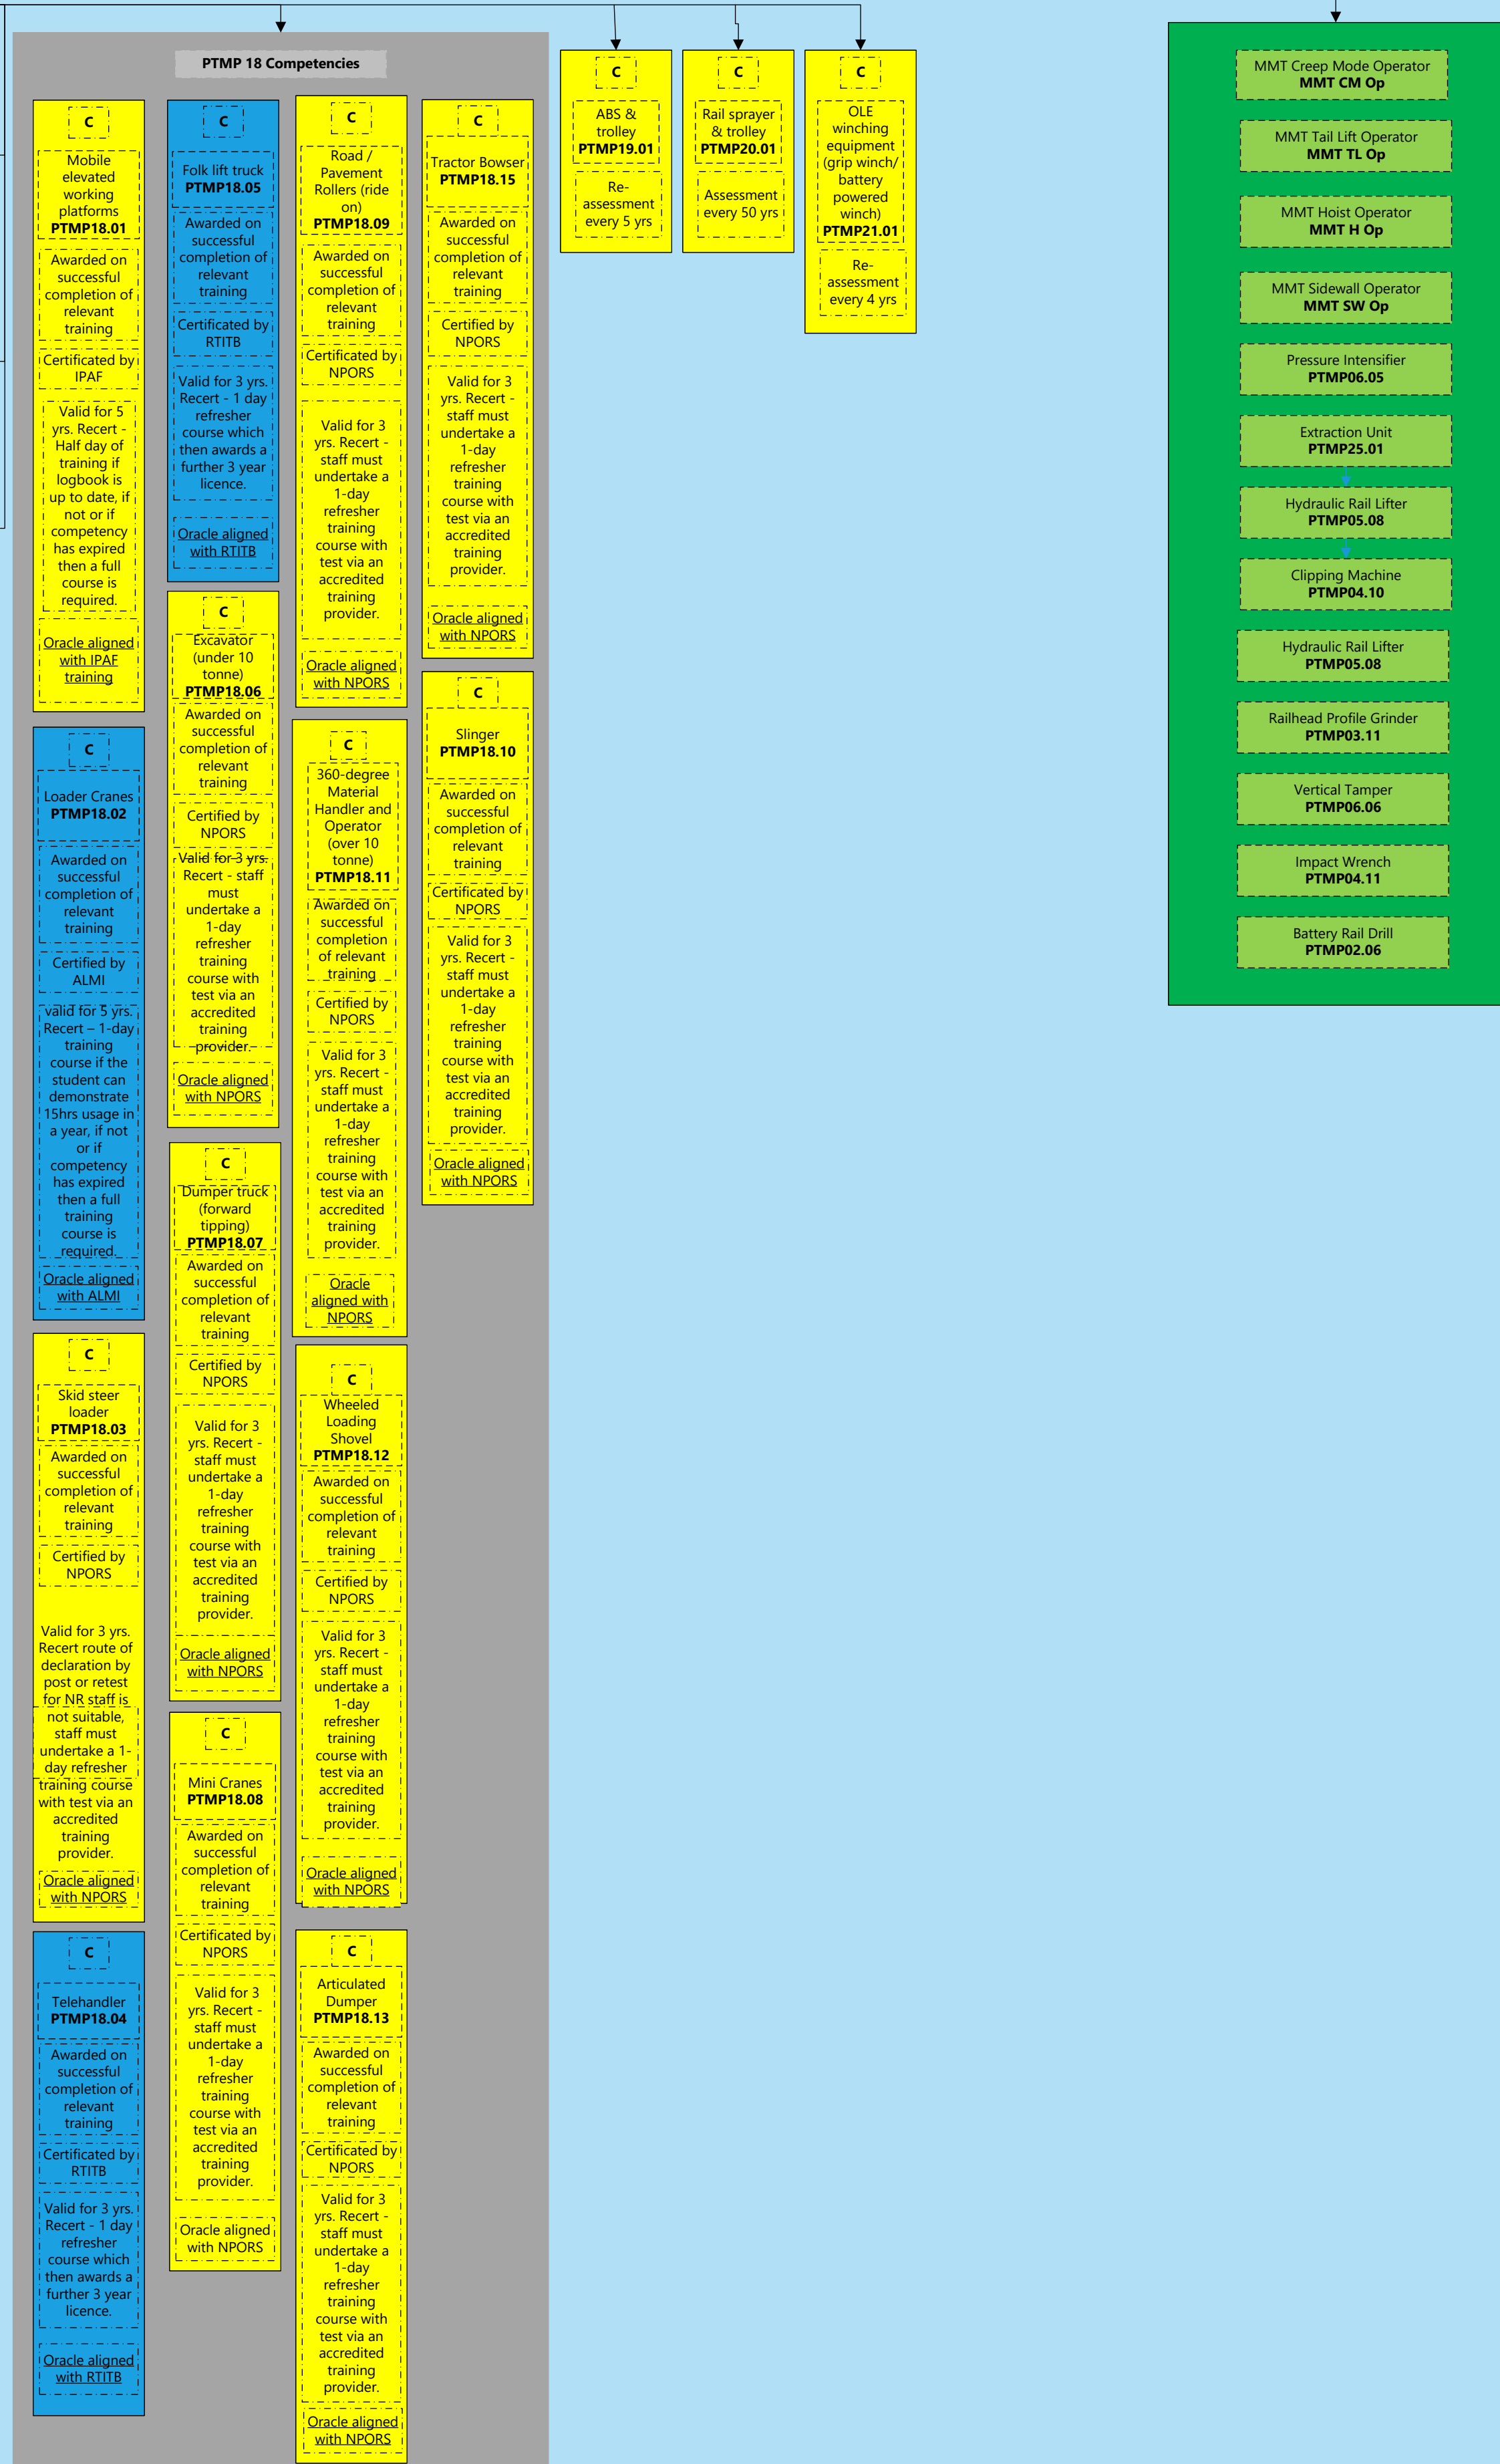 PTMP 18 Competencies
C
Mobile
elevated
working
platforms
PTMP18.01
Awarded on
successful
completion of
relevant
training
Certificated by
IPAF
Valid for 5
yrs. Recert -
Half day of
training if
logbook is
up to date, if
not or if
competency
has expired
then a full
course is
required.
Oracle aligned
with IPAF
training
C
Loader Cranes
PTMP18.02
Awarded on
successful
completion of
relevant
training
Certified by
ALMI
valid for 5 yrs.
Recert – 1-day
training
course if the
student can
demonstrate
15hrs usage in
a year, if not
or if
competency
has expired
then a full
training
course is
required.
Oracle aligned
with ALMI
C
Skid steer
loader
PTMP18.03
Awarded on
successful
completion of
relevant
training
Certified by
NPORS
Valid for 3 yrs.
Recert route of
declaration by
post or retest
for NR staff is
not suitable,
staff must
undertake a 1-
day refresher
training course
with test via an
accredited
training
provider.
Oracle aligned
with NPORS
C
Telehandler
PTMP18.04
Awarded on
successful
completion of
relevant
training
Certificated by
RTITB
Valid for 3 yrs.
Recert - 1 day
refresher
course which
then awards a
further 3 year
licence.
Oracle aligned
with RTITB
C
Folk lift truck
PTMP18.05
Awarded on
successful
completion of
relevant
training
Certificated by
RTITB
Valid for 3 yrs.
Recert - 1 day
refresher
course which
then awards a
further 3 year
licence.
Oracle aligned
with RTITB
C
Excavator
(under 10
tonne)
PTMP18.06
Awarded on
successful
completion of
relevant
training
Certified by
NPORS
Valid for 3 yrs.
Recert - staff
must
undertake a
1-day
refresher
training
course with
test via an
accredited
training
provider.
Oracle aligned
with NPORS
C
Dumper truck
(forward
tipping)
PTMP18.07
Awarded on
successful
completion of
relevant
training
Certified by
NPORS
Valid for 3
yrs. Recert -
staff must
undertake a
1-day
refresher
training
course with
test via an
accredited
training
provider.
Oracle aligned
with NPORS
C
Mini Cranes
PTMP18.08
Awarded on
successful
completion of
relevant
training
Certificated by
NPORS
Valid for 3
yrs. Recert -
staff must
undertake a
1-day
refresher
training
course with
test via an
accredited
training
provider.
Oracle aligned
with NPORS
C
Road /
Pavement
Rollers (ride
on)
PTMP18.09
Awarded on
successful
completion of
relevant
training
Certificated by
NPORS
Valid for 3
yrs. Recert -
staff must
undertake a
1-day
refresher
training
course with
test via an
accredited
training
provider.
Oracle aligned
with NPORS
C
360-degree
Material
Handler and
Operator
(over 10
tonne)
PTMP18.11
Awarded on
successful
completion
of relevant
training
Certified by
NPORS
Valid for 3
yrs. Recert -
staff must
undertake a
1-day
refresher
training
course with
test via an
accredited
training
provider.
Oracle
aligned with
NPORS
C
Wheeled
Loading
Shovel
PTMP18.12
Awarded on
successful
completion of
relevant
training
Certified by
NPORS
Valid for 3
yrs. Recert -
staff must
undertake a
1-day
refresher
training
course with
test via an
accredited
training
provider.
Oracle aligned
with NPORS
C
Articulated
Dumper
PTMP18.13
Awarded on
successful
completion of
relevant
training
Certificated by
NPORS
Valid for 3
yrs. Recert -
staff must
undertake a
1-day
refresher
training
course with
test via an
accredited
training
provider.
Oracle aligned
with NPORS
C
Tractor Bowser
PTMP18.15
Awarded on
successful
completion of
relevant
training
Certified by
NPORS
Valid for 3
yrs. Recert -
staff must
undertake a
1-day
refresher
training
course with
test via an
accredited
training
provider.
Oracle aligned
with NPORS
C
Slinger
PTMP18.10
Awarded on
successful
completion of
relevant
training
Certificated by
NPORS
Valid for 3
yrs. Recert -
staff must
undertake a
1-day
refresher
training
course with
test via an
accredited
training
provider.
Oracle aligned
with NPORS
C
ABS &
trolley
PTMP19.01
Re-
assessment
every 5 yrs
C
Rail sprayer
& trolley
PTMP20.01
Assessment
every 50 yrs
C
OLE
winching
equipment
(grip winch/
battery
powered
winch)
PTMP21.01
Re-
assessment
every 4 yrs
MMT Creep Mode Operator
MMT CM Op
MMT Tail Lift Operator
MMT TL Op
MMT Hoist Operator
MMT H Op
MMT Sidewall Operator
MMT SW Op
Pressure Intensifier
PTMP06.05
Extraction Unit
PTMP25.01
Hydraulic Rail Lifter
PTMP05.08
Clipping Machine
PTMP04.10
Hydraulic Rail Lifter
PTMP05.08
Railhead Profile Grinder
PTMP03.11
Vertical Tamper
PTMP06.06
Impact Wrench
PTMP04.11
Battery Rail Drill
PTMP02.06